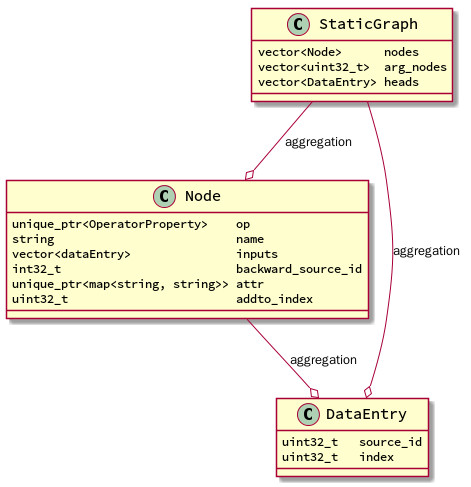 C StaticGraph
vector<Node> nodes
vector<uint32_t> arg_nodes
vector<DataEntry> heads
aggregation
C Node
unique_ptr<OperatorProperty> op
string name
vector<dataEntry> inputs
int32_t backward_source_id
unique_ptr<map<string, string>> attr
uint32_t addto_index
aggregation
aggregation
C DataEntry
uint32_t source_id
uint32_t index